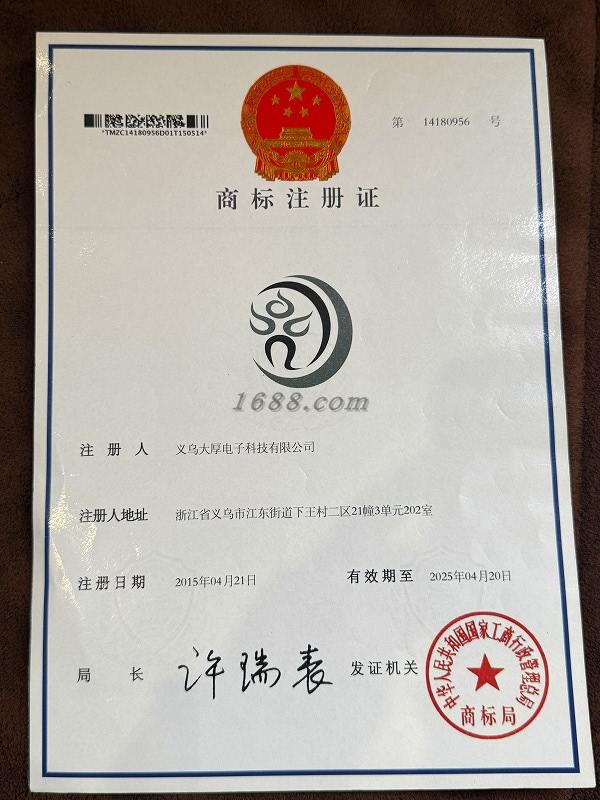 *TMZC14180956D01T150514*
第 14180956 号
商标注册证
1688.com
注册人 义乌大厚电子科技有限公司
注册人地址 浙江省义乌市江东街道下王村二区21幢3单元202室
注册日期 2015年04月21日 有效期至 2025年04月20日
局长 许瑞表 发证机关
中华人民共和国国家工商行政管理总局
商标局